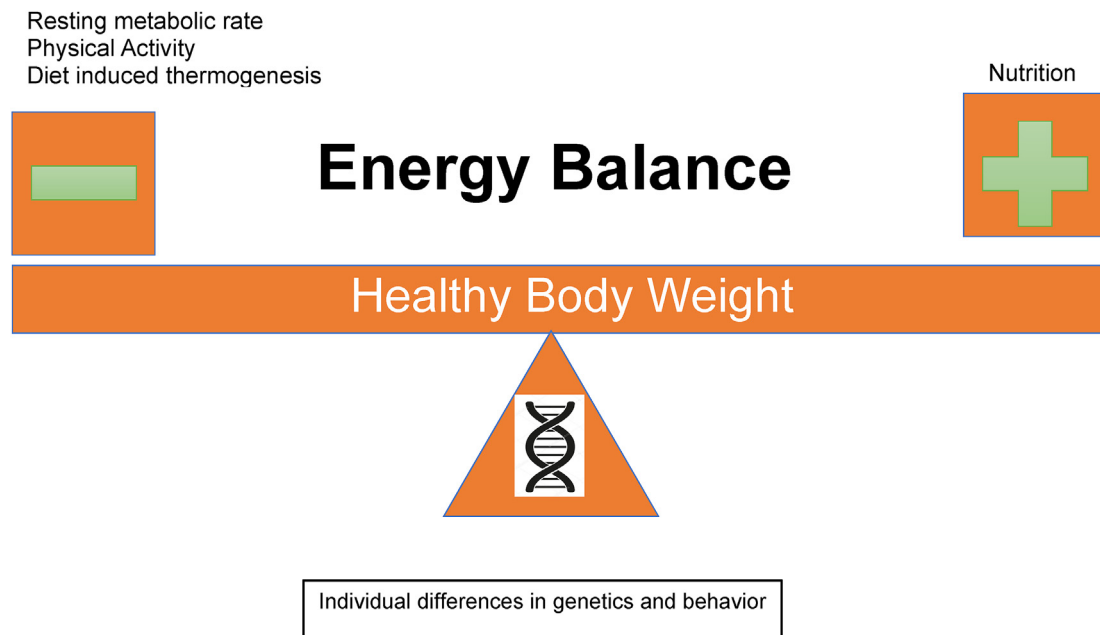 Resting metabolic rate
Physical Activity
Diet induced thermogenesis
Nutrition
Energy Balance
Healthy Body Weight
Individual differences in genetics and behavior